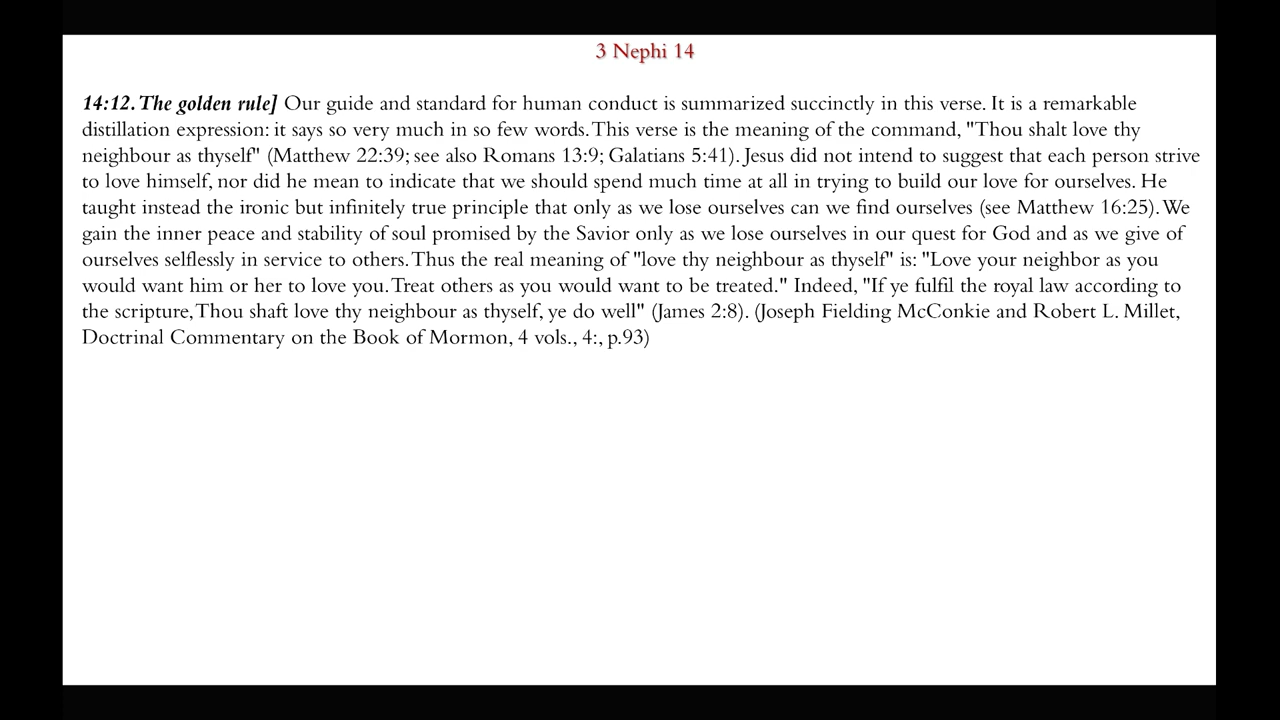 3 Nephi 14
14:12. The golden rule] Our guide and standard for human conduct is summarized succinctly in this verse. It is a remarkable
distillation expression: it says so very much in so few words. This verse is the meaning of the command, "Thou shalt love thy
neighbour as thyself" (Matthew 22:39; see also Romans 13:9; Galatians 5:41). Jesus did not intend to suggest that each person strive
to love himself, nor did he mean to indicate that we should spend much time at all in trying to build our love for ourselves. He
taught instead the ironic but infinitely true principle that only as we lose ourselves can we find ourselves (see Matthew 16:25). We
gain the inner peace and stability of soul promised by the Savior only as we lose ourselves in our quest for God and as we give of
ourselves selflessly in service to others. Thus the real meaning of "love thy neighbour as thyself" is: "Love your neighbor as you
would want him or her to love you. Treat others as you would want to be treated." Indeed, "If ye fulfil the royal law according to
the scripture, Thou shaft love thy neighbour as thyself, ye do well" (James 2:8). (Joseph Fielding McConkie and Robert L. Millet,
Doctrinal Commentary on the Book of Mormon, 4 vols., 4:, p.93)